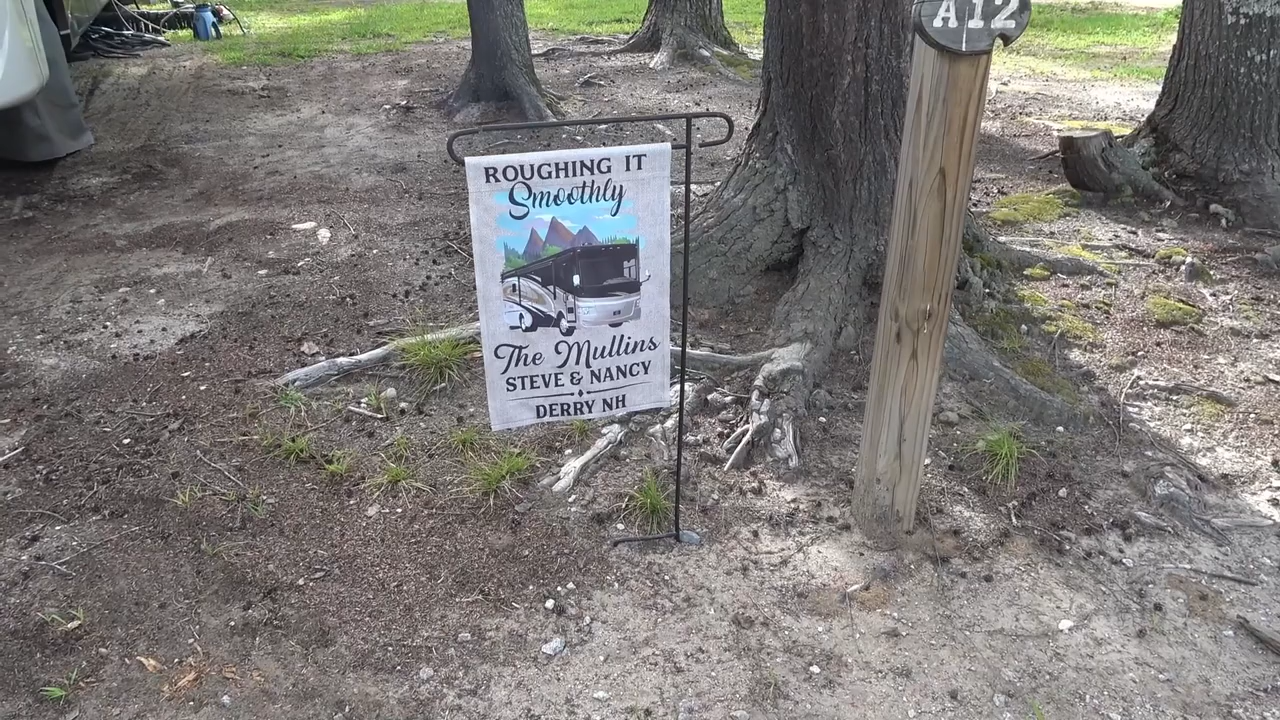 A12
ROUGHING IT
Smoothly
The Mullins
STEVE & NANCY
DERRY NH